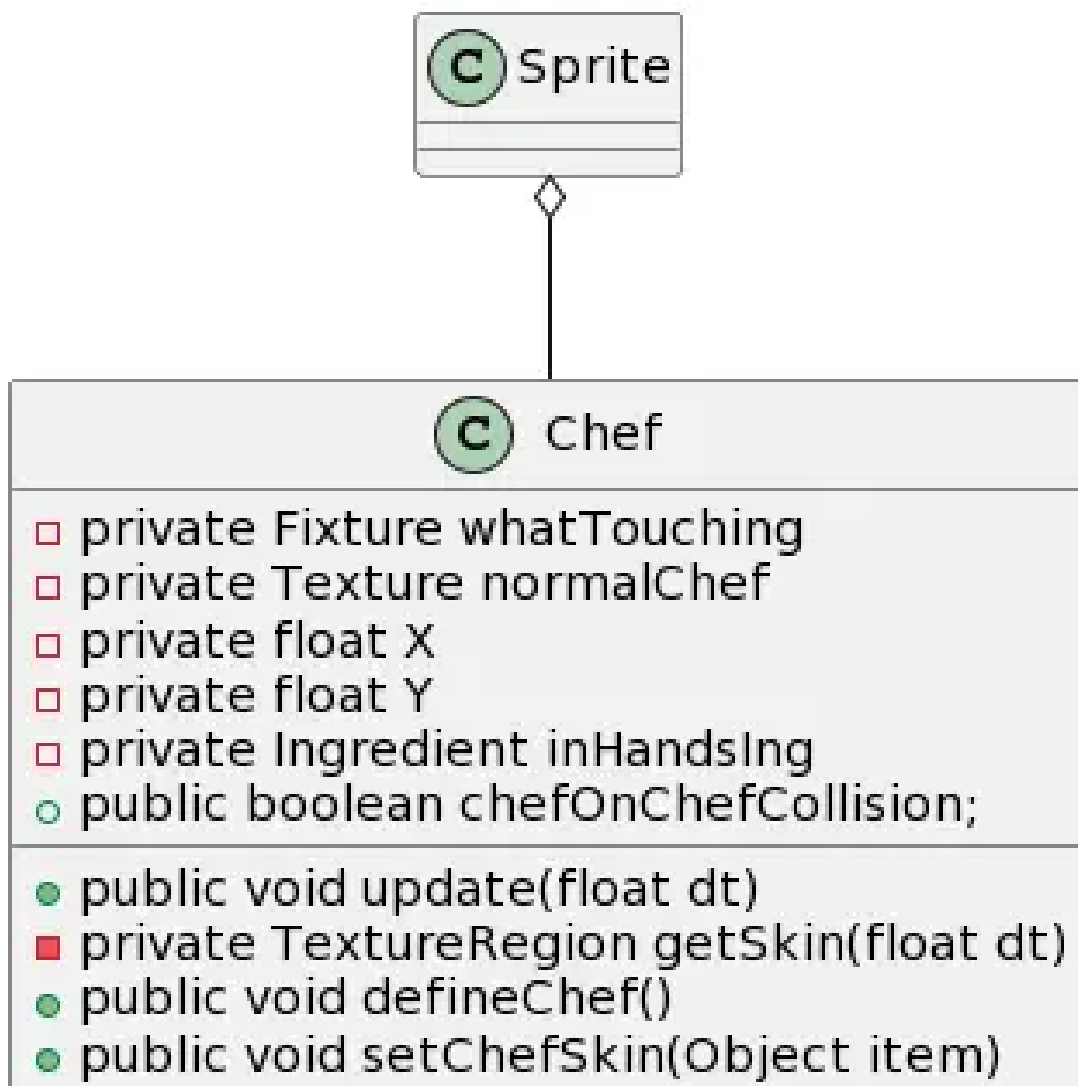 C Sprite
C Chef
private Fixture whatTouching
private Texture normalChef
private float X
private float Y
private Ingredient inHandsIng
public boolean chefOnChefCollision;
public void update(float dt)
private TextureRegion getSkin(float dt)
public void defineChef()
public void setChefSkin(Object item)